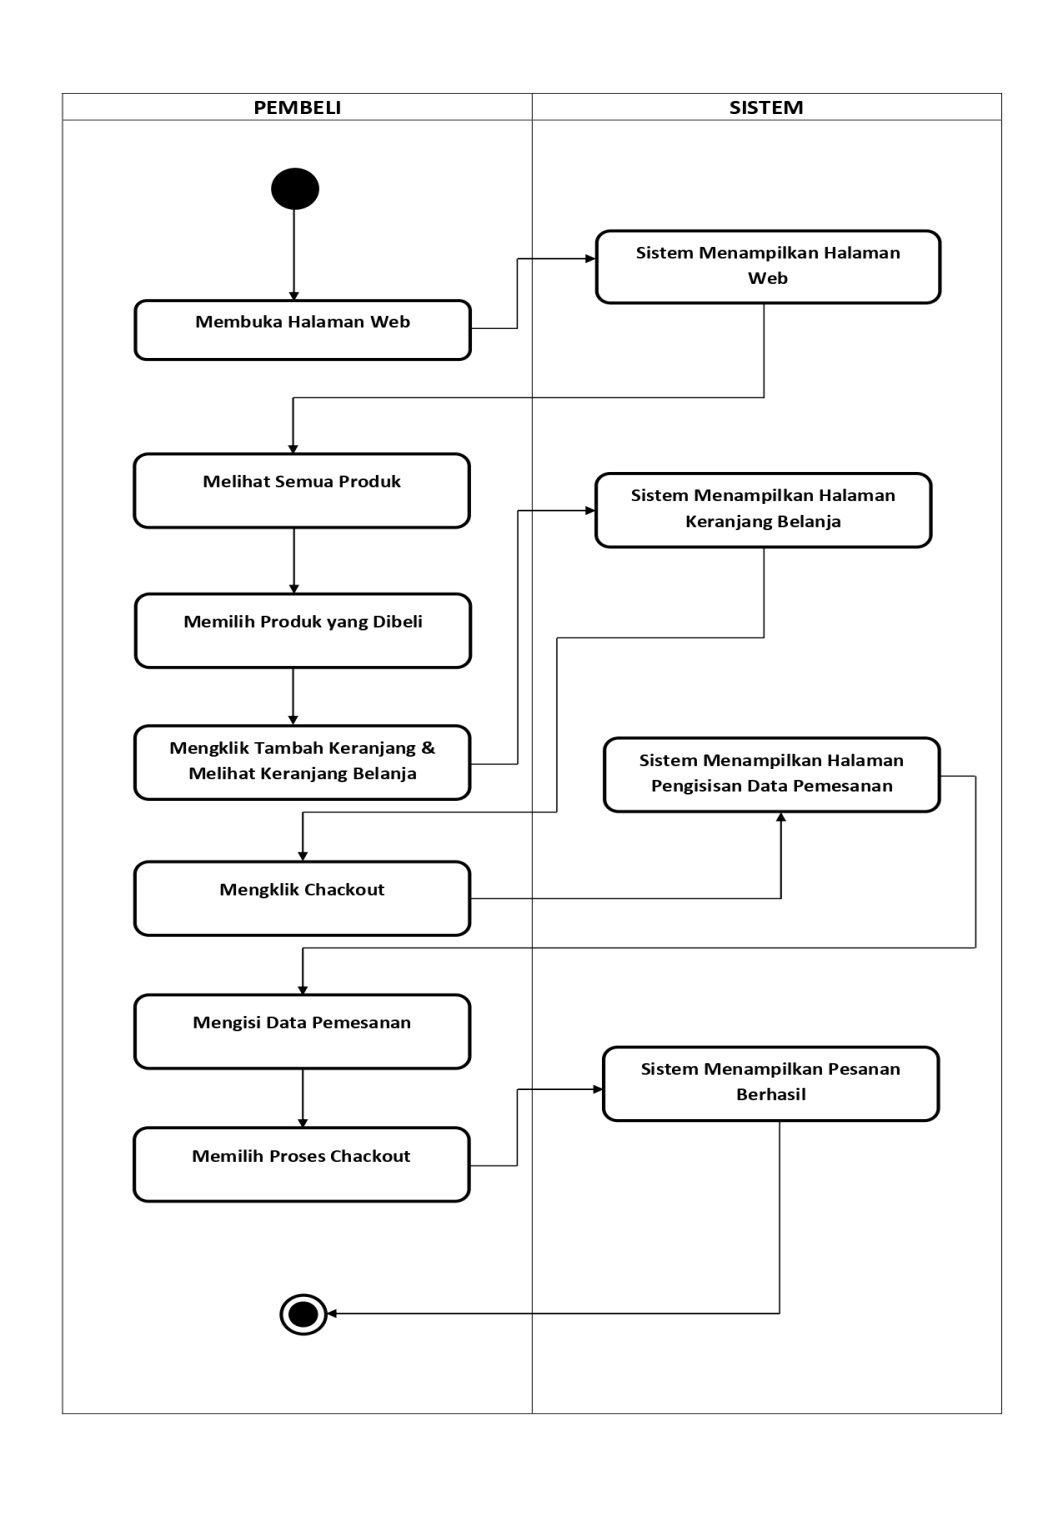 PEMBELI
SISTEM
Sistem Menampilkan Halaman
Web
Membuka Halaman Web
Melihat Semua Produk
Sistem Menampilkan Halaman
Keranjang Belanja
Memilih Produk yang Dibeli
Mengklik Tambah Keranjang &
Melihat Keranjang Belanja
Sistem Menampilkan Halaman
Pengisisan Data Pemesanan
Mengklik Chackout
Mengisi Data Pemesanan
Sistem Menampilkan Pesanan
Berhasil
Memilih Proses Chackout